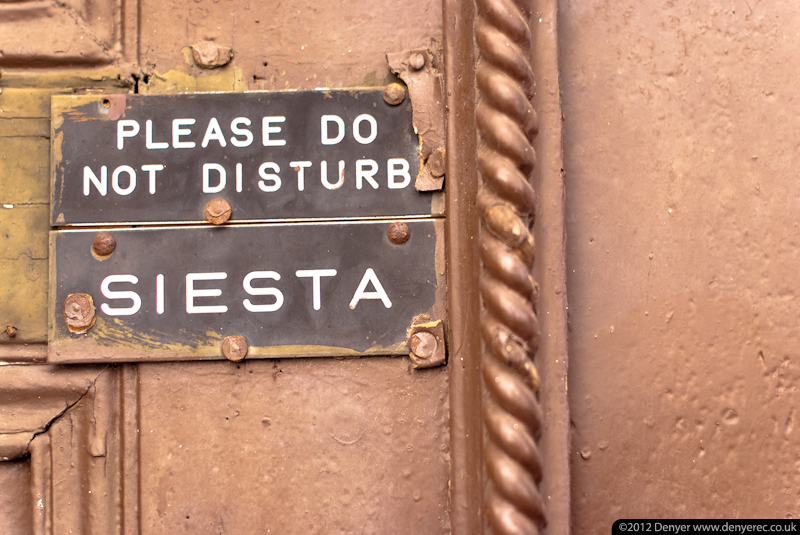 PLEASE DO
NOT DISTURB
SIESTA
©2012 Denyer www.denyerec.co.uk